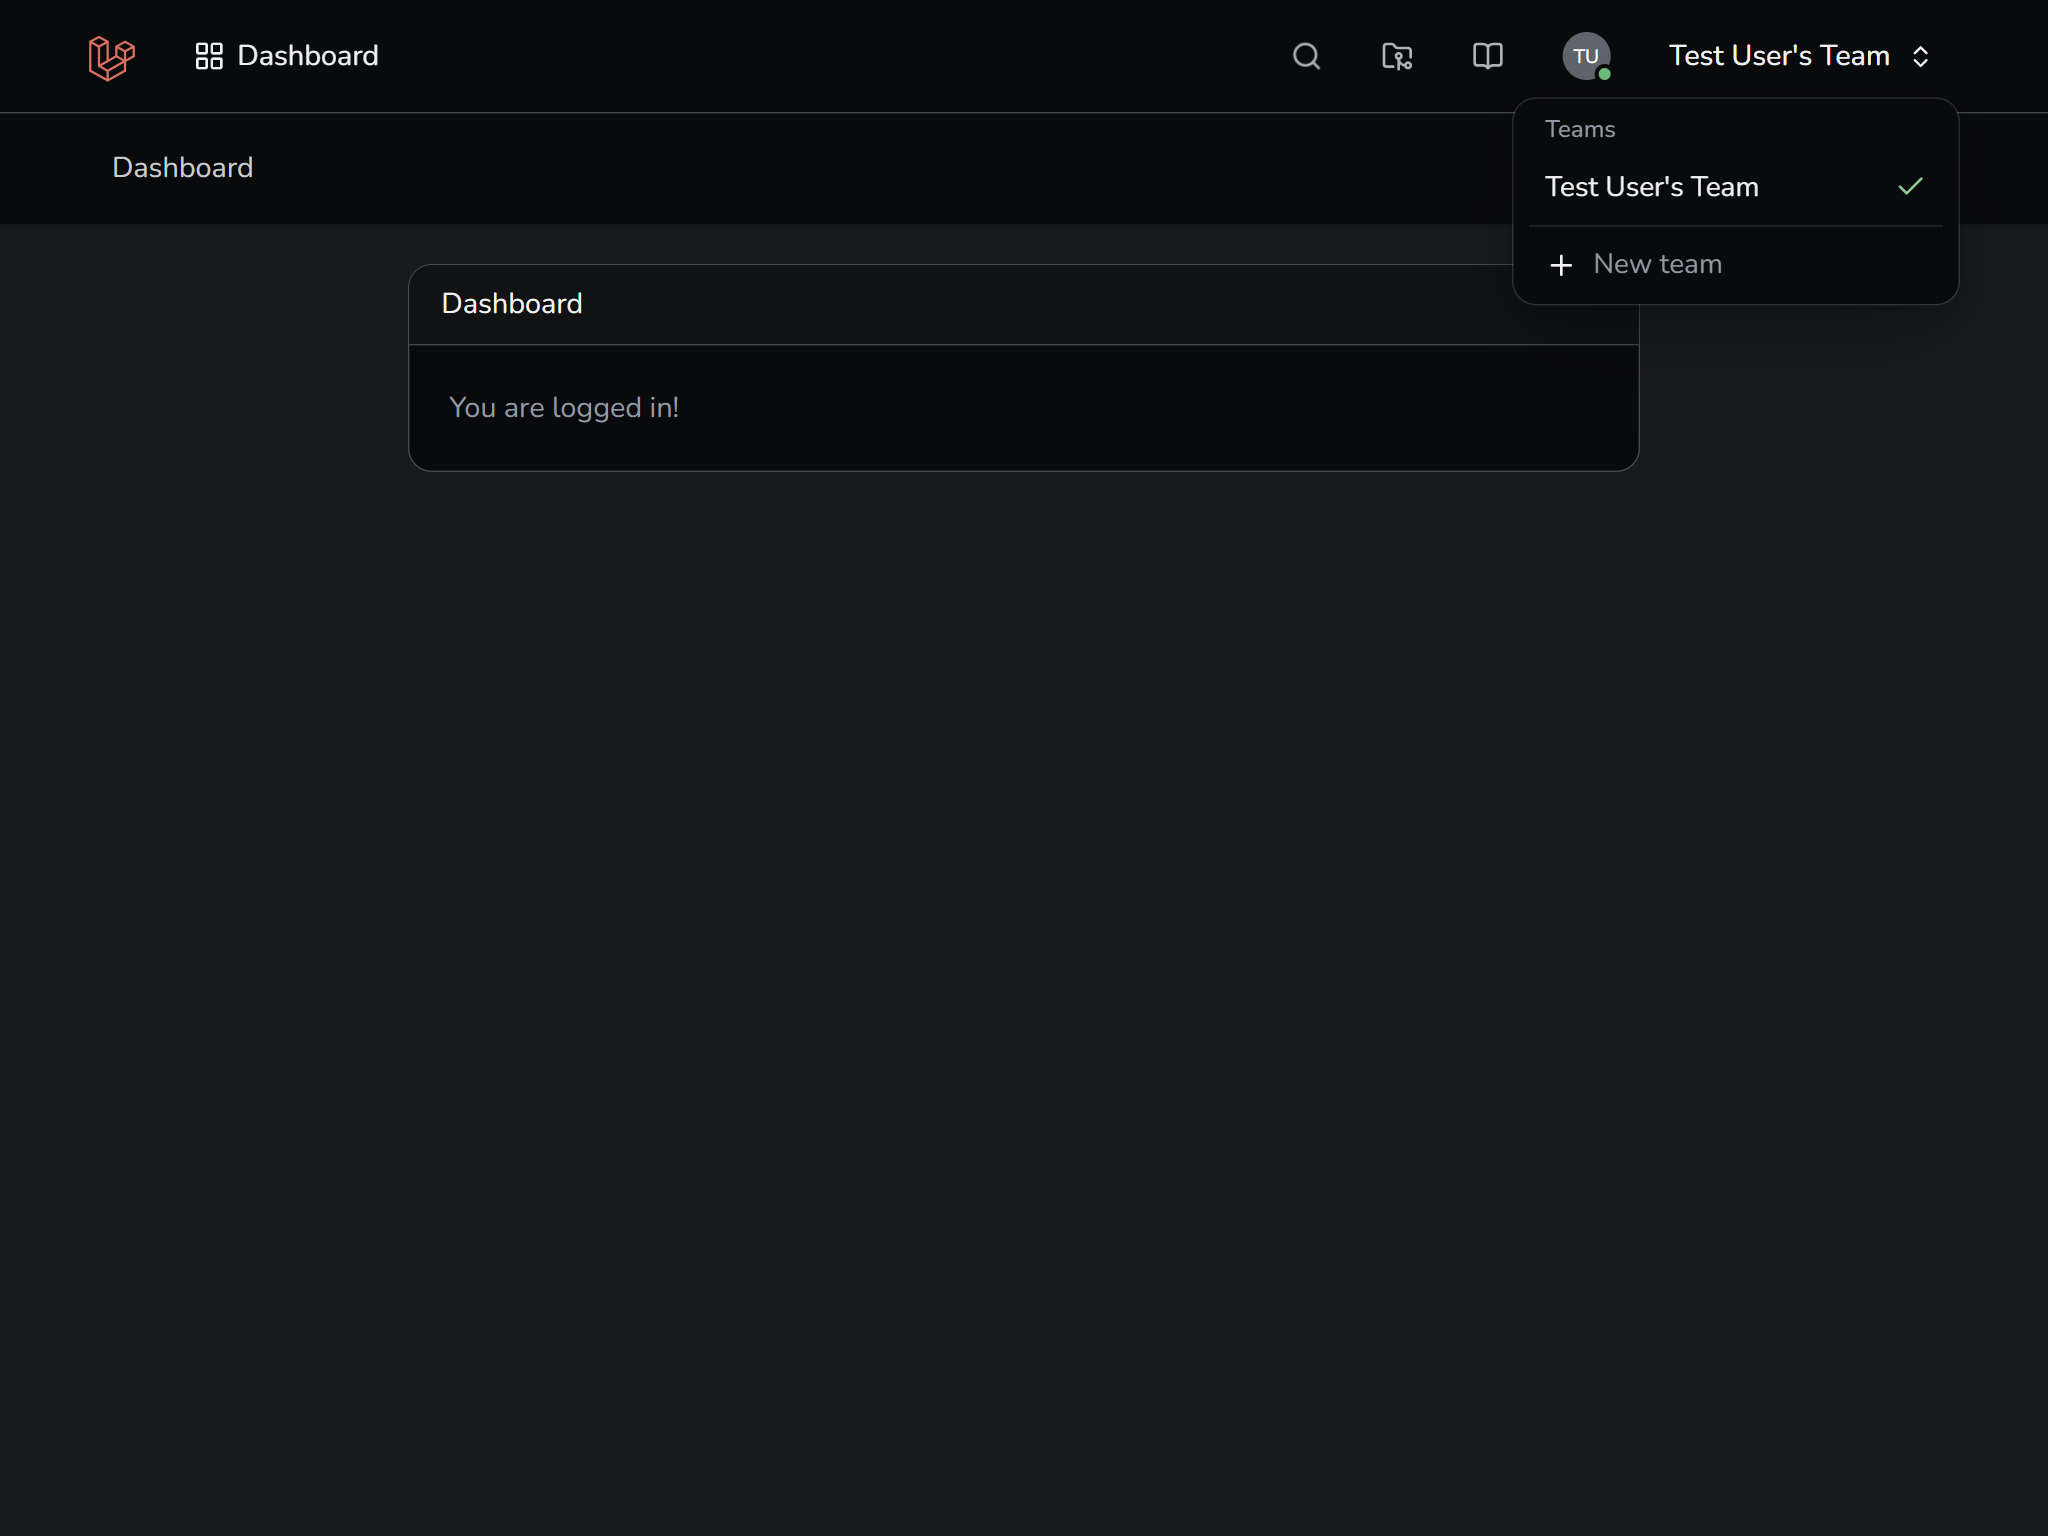 Dashboard
TU
Test User's Team
Dashboard
Teams
Test User's Team
New team
Dashboard
You are logged in!